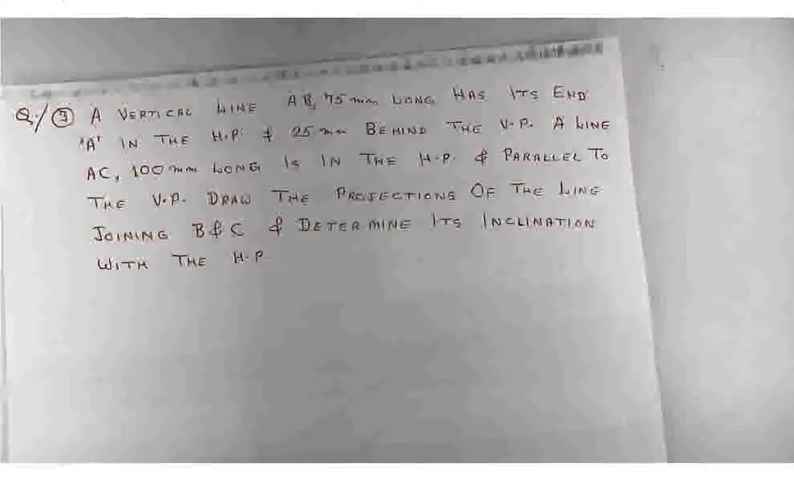 Q/ ③ A VERTICAL LINE AB, 75 mm LONG HAS ITS END
'A' IN THE H.P. & 25 mm BEHIND THE V.P. A LINE
AC, 100 mm LONG IS IN THE H.P. & PARALLEL TO
THE V.P. DRAW THE PROJECTIONS OF THE LINE
JOINING B & C & DETERMINE ITS INCLINATION
WITH THE H.P